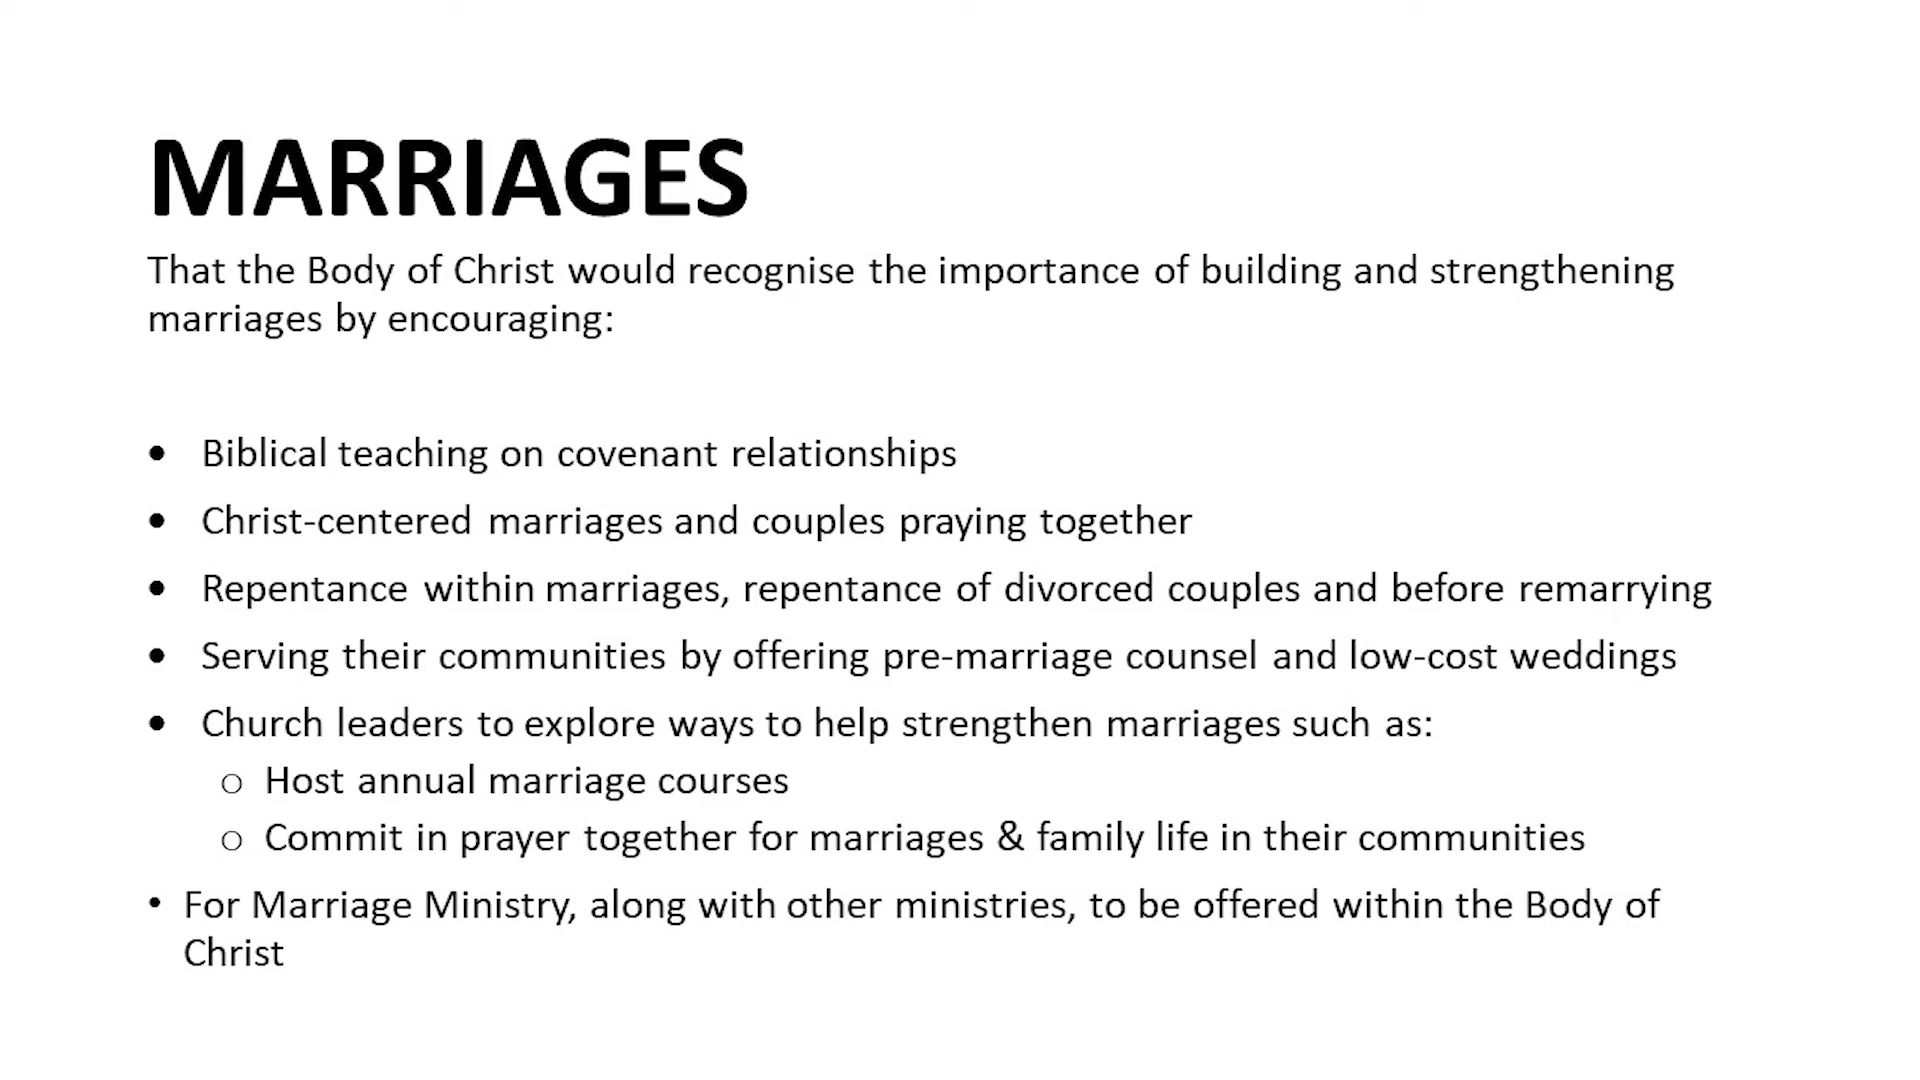 MARRIAGES
That the Body of Christ would recognise the importance of building and strengthening
marriages by encouraging:
• Biblical teaching on covenant relationships
• Christ-centered marriages and couples praying together
• Repentance within marriages, repentance of divorced couples and before remarrying
• Serving their communities by offering pre-marriage counsel and low-cost weddings
• Church leaders to explore ways to help strengthen marriages such as:
o Host annual marriage courses
o Commit in prayer together for marriages & family life in their communities
• For Marriage Ministry, along with other ministries, to be offered within the Body of
Christ